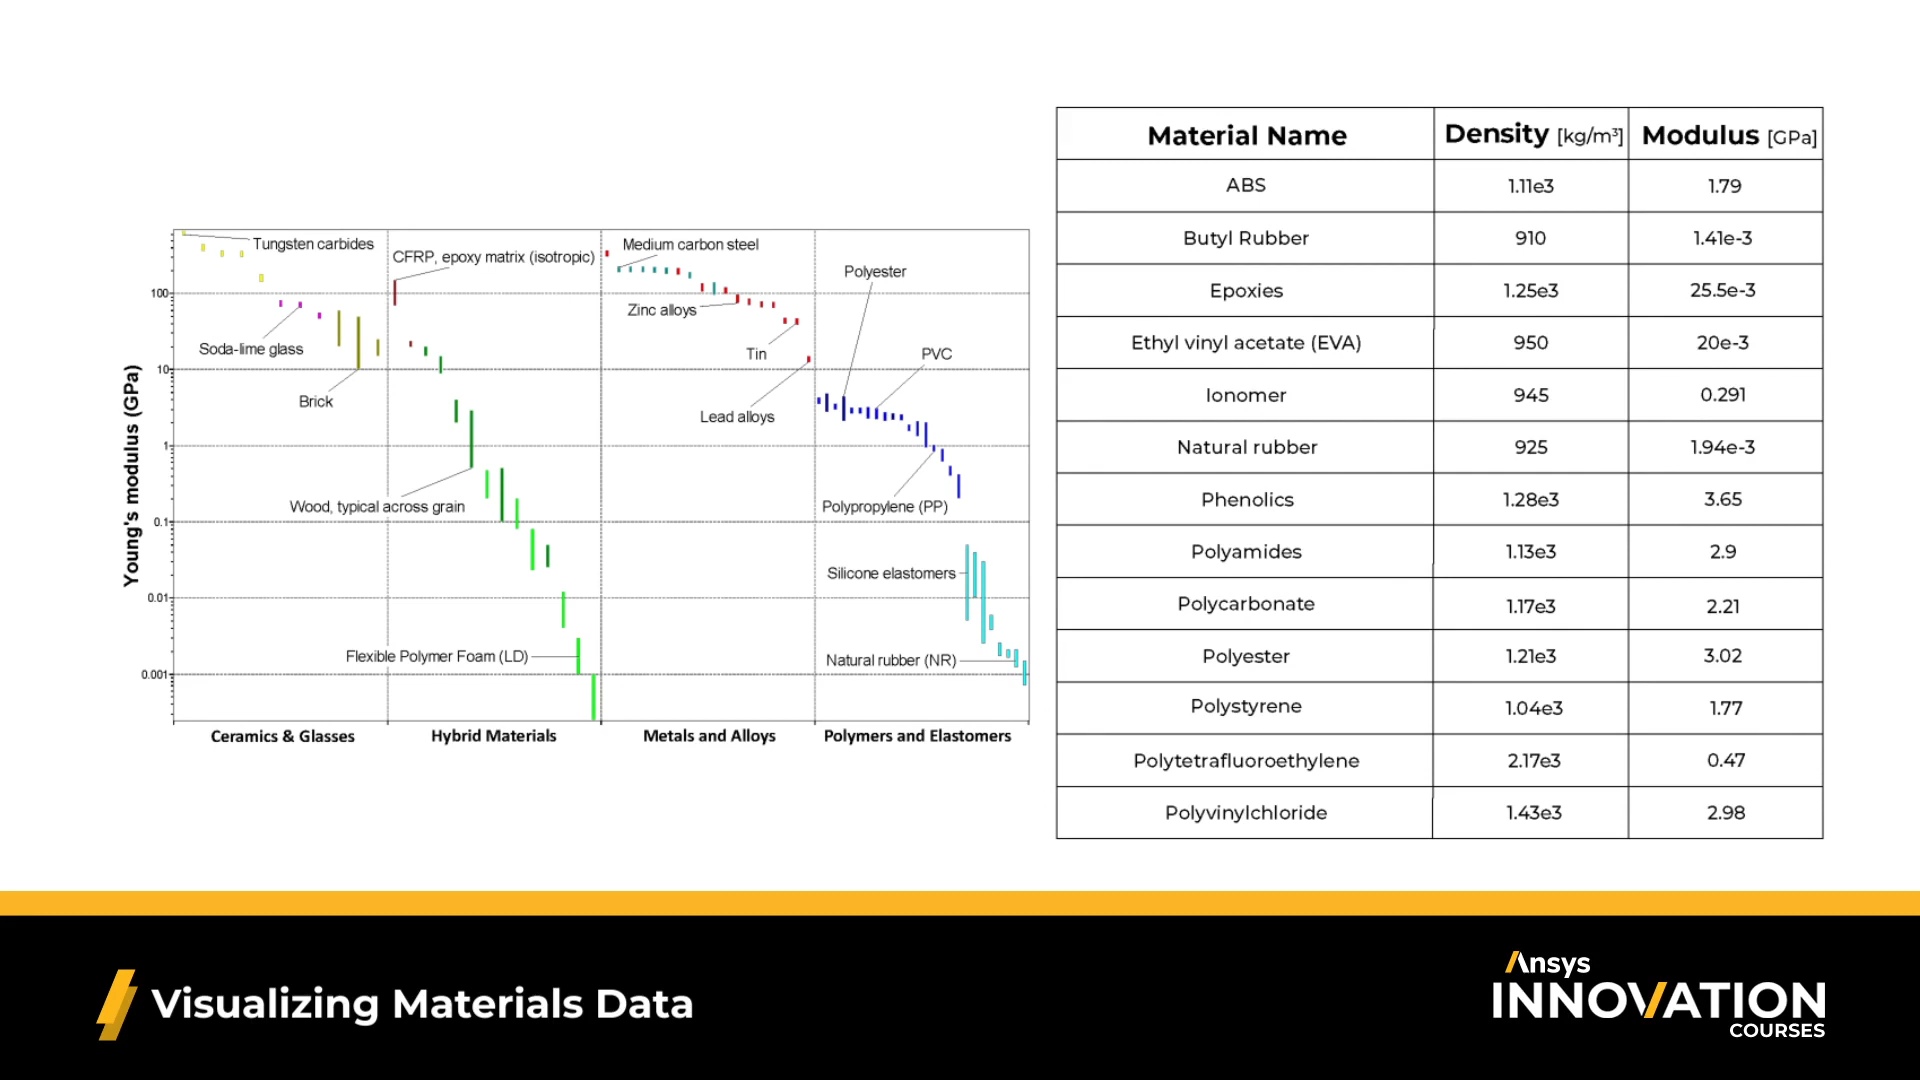 Young's modulus (GPa)
100
10
1
0.1
0.01
0.001
Tungsten carbides
Soda-lime glass
Brick
CFRP, epoxy matrix (isotropic)
Wood, typical across grain
Flexible Polymer Foam (LD)
Medium carbon steel
Zinc alloys
Tin
Lead alloys
Polyester
PVC
Polypropylene (PP)
Silicone elastomers
Natural rubber (NR)
Ceramics & Glasses Hybrid Materials Metals and Alloys Polymers and Elastomers
Material Name Density [kg/m³] Modulus [GPa]
ABS 1.11e3 1.79
Butyl Rubber 910 1.41e-3
Epoxies 1.25e3 25.5e-3
Ethyl vinyl acetate (EVA) 950 20e-3
Ionomer 945 0.291
Natural rubber 925 1.94e-3
Phenolics 1.28e3 3.65
Polyamides 1.13e3 2.9
Polycarbonate 1.17e3 2.21
Polyester 1.21e3 3.02
Polystyrene 1.04e3 1.77
Polytetrafluoroethylene 2.17e3 0.47
Polyvinylchloride 1.43e3 2.98
Visualizing Materials Data
Ansys
INNOVATION
COURSES